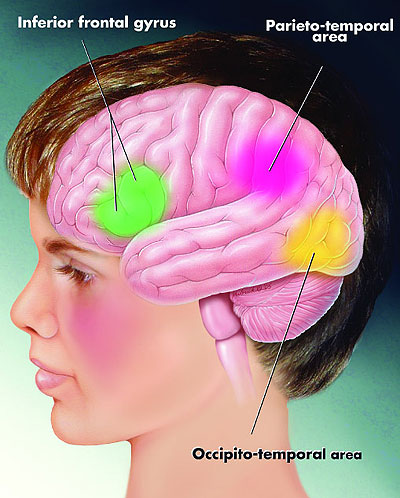 Inferior frontal gyrus
Parieto-temporal
area
Occipito-temporal area